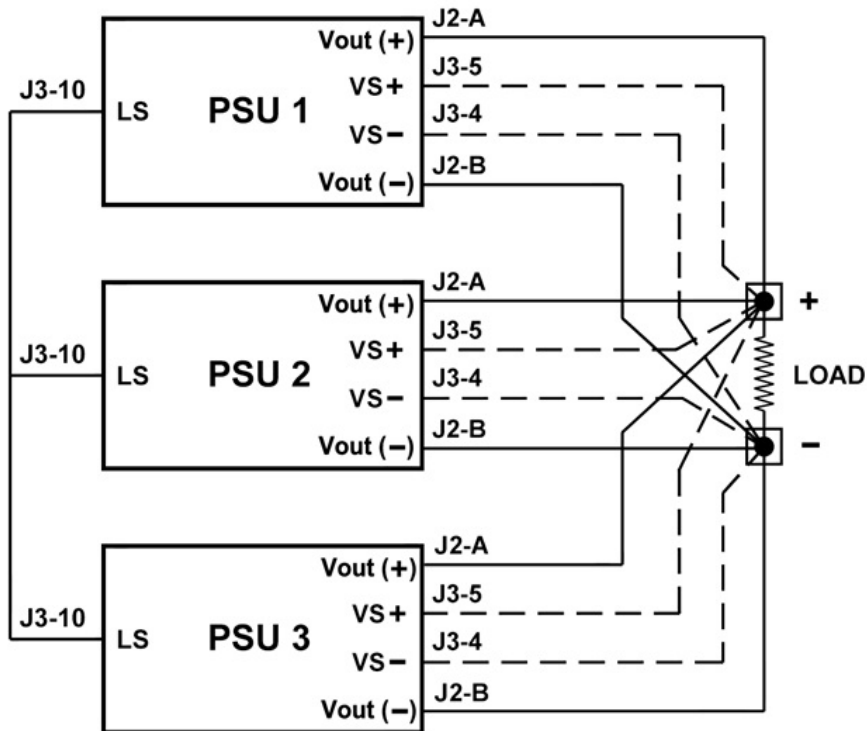 J2-A
Vout (+)
J3-5
VS+
J3-10
LS
PSU 1
J3-4
VS-
J2-B
Vout (-)
J2-A
Vout (+)
+
J3-5
VS+
J3-10
LS
PSU 2
LOAD
J3-4
VS-
J2-B
Vout (-)
-
J2-A
Vout (+)
J3-5
VS+
J3-10
LS
PSU 3
J3-4
VS-
J2-B
Vout (-)